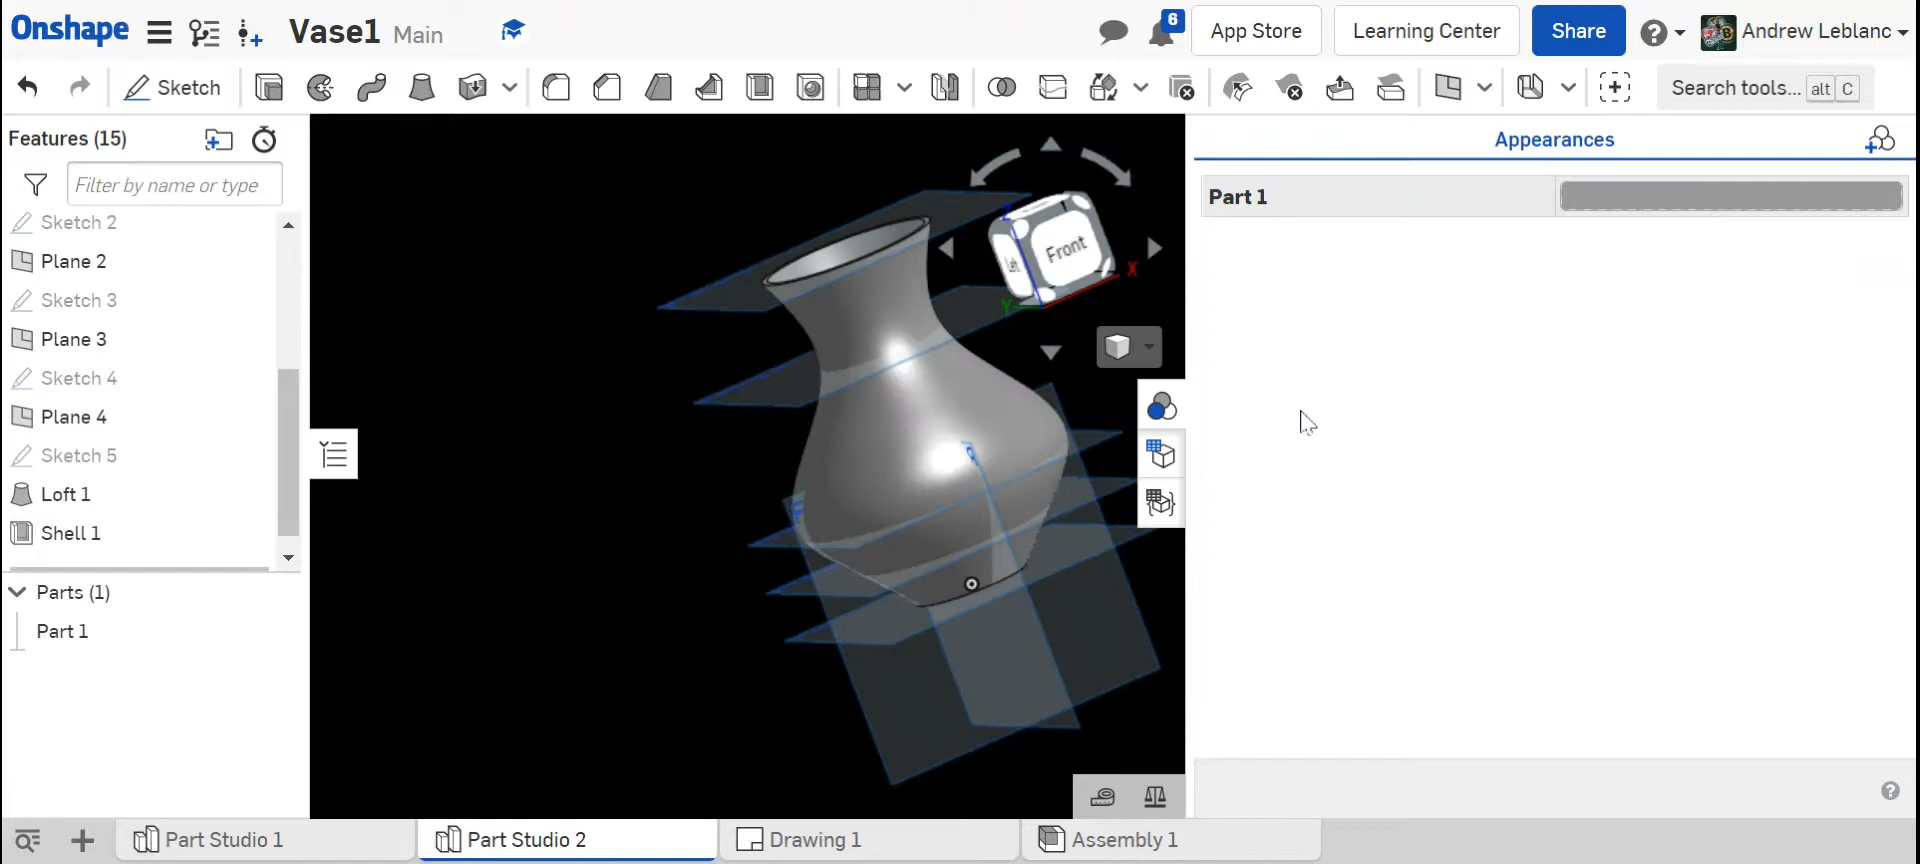 Onshape
Vase1 Main
6
App Store
Learning Center
Share
Andrew Leblanc
Sketch
Search tools... alt C
Features (15)
Filter by name or type
Sketch 2
Plane 2
Sketch 3
Plane 3
Sketch 4
Plane 4
Sketch 5
Loft 1
Shell 1
Parts (1)
Part 1
Z
Front
Left
X
Y
Appearances
Part 1
Part Studio 1
Part Studio 2
Drawing 1
Assembly 1